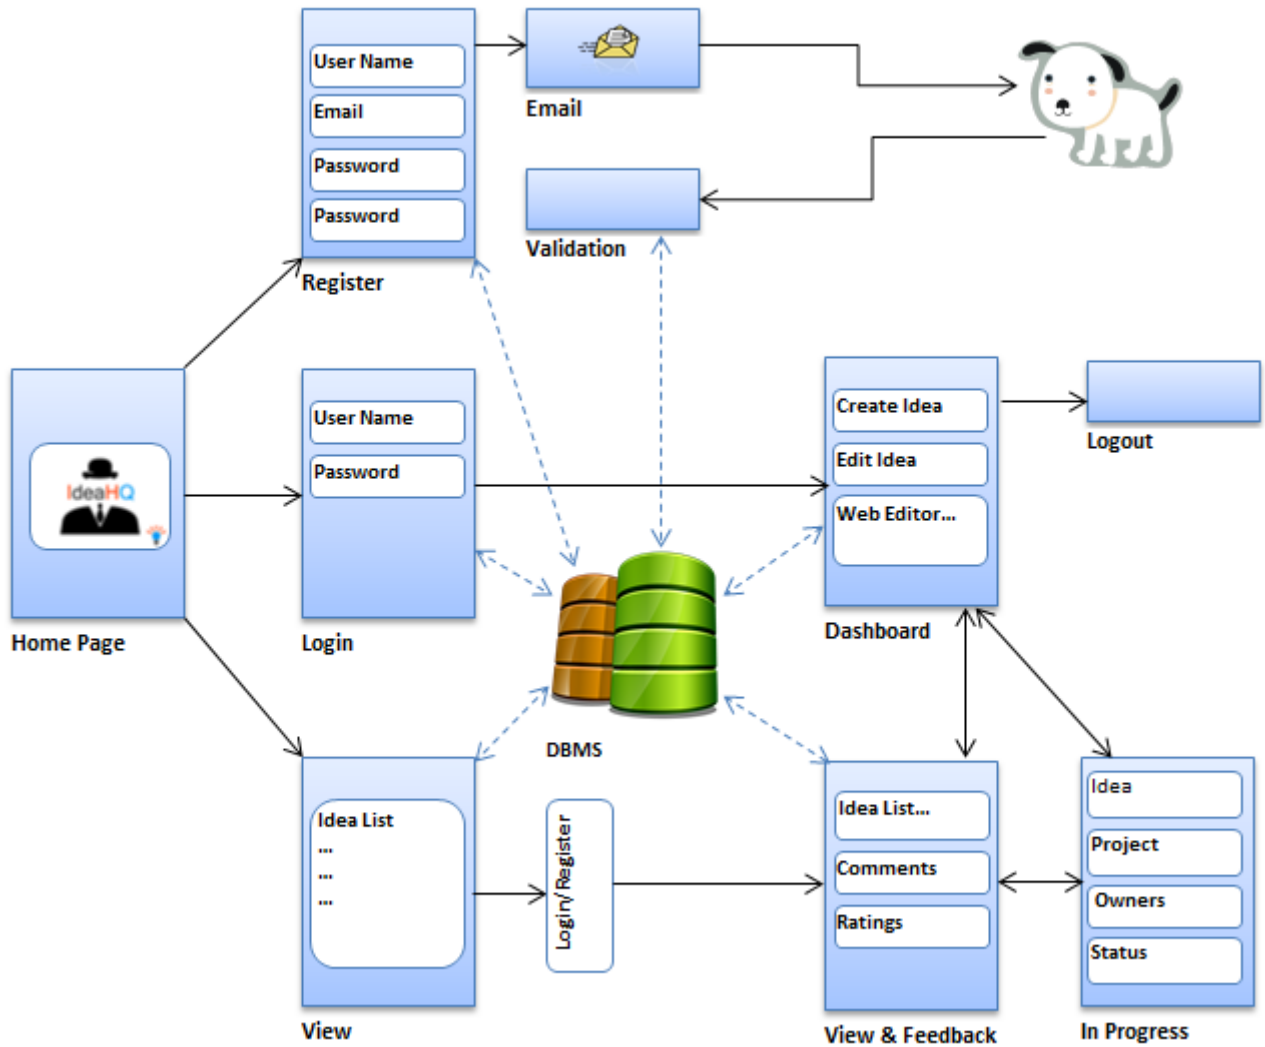 User Name
Email
Password
Password
Register
Email
Validation
IdeaHQ
Home Page
User Name
Password
Login
Create Idea
Edit Idea
Web Editor...
Dashboard
Logout
DBMS
Idea List
...
...
...
View
Login/Register
Idea List...
Comments
Ratings
View & Feedback
Idea
Project
Owners
Status
In Progress